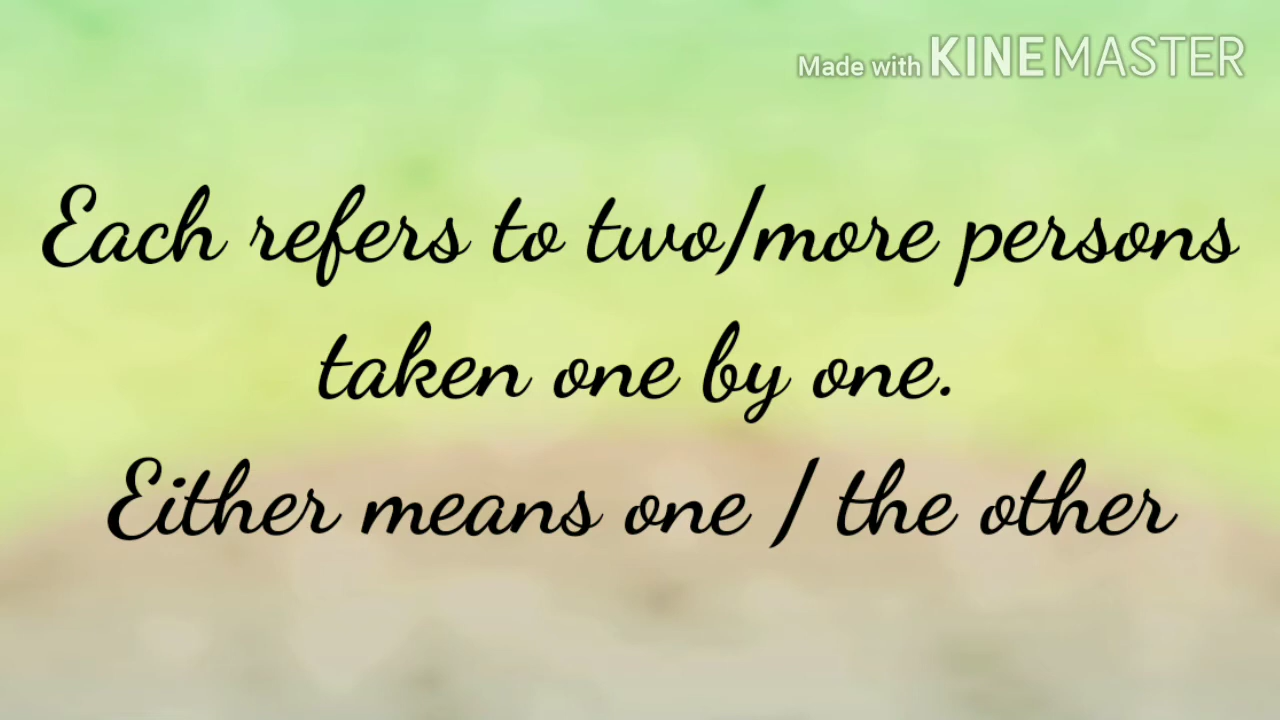 Made with KINEMASTER
Each refers to two/more persons
taken one by one.
Either means one / the other